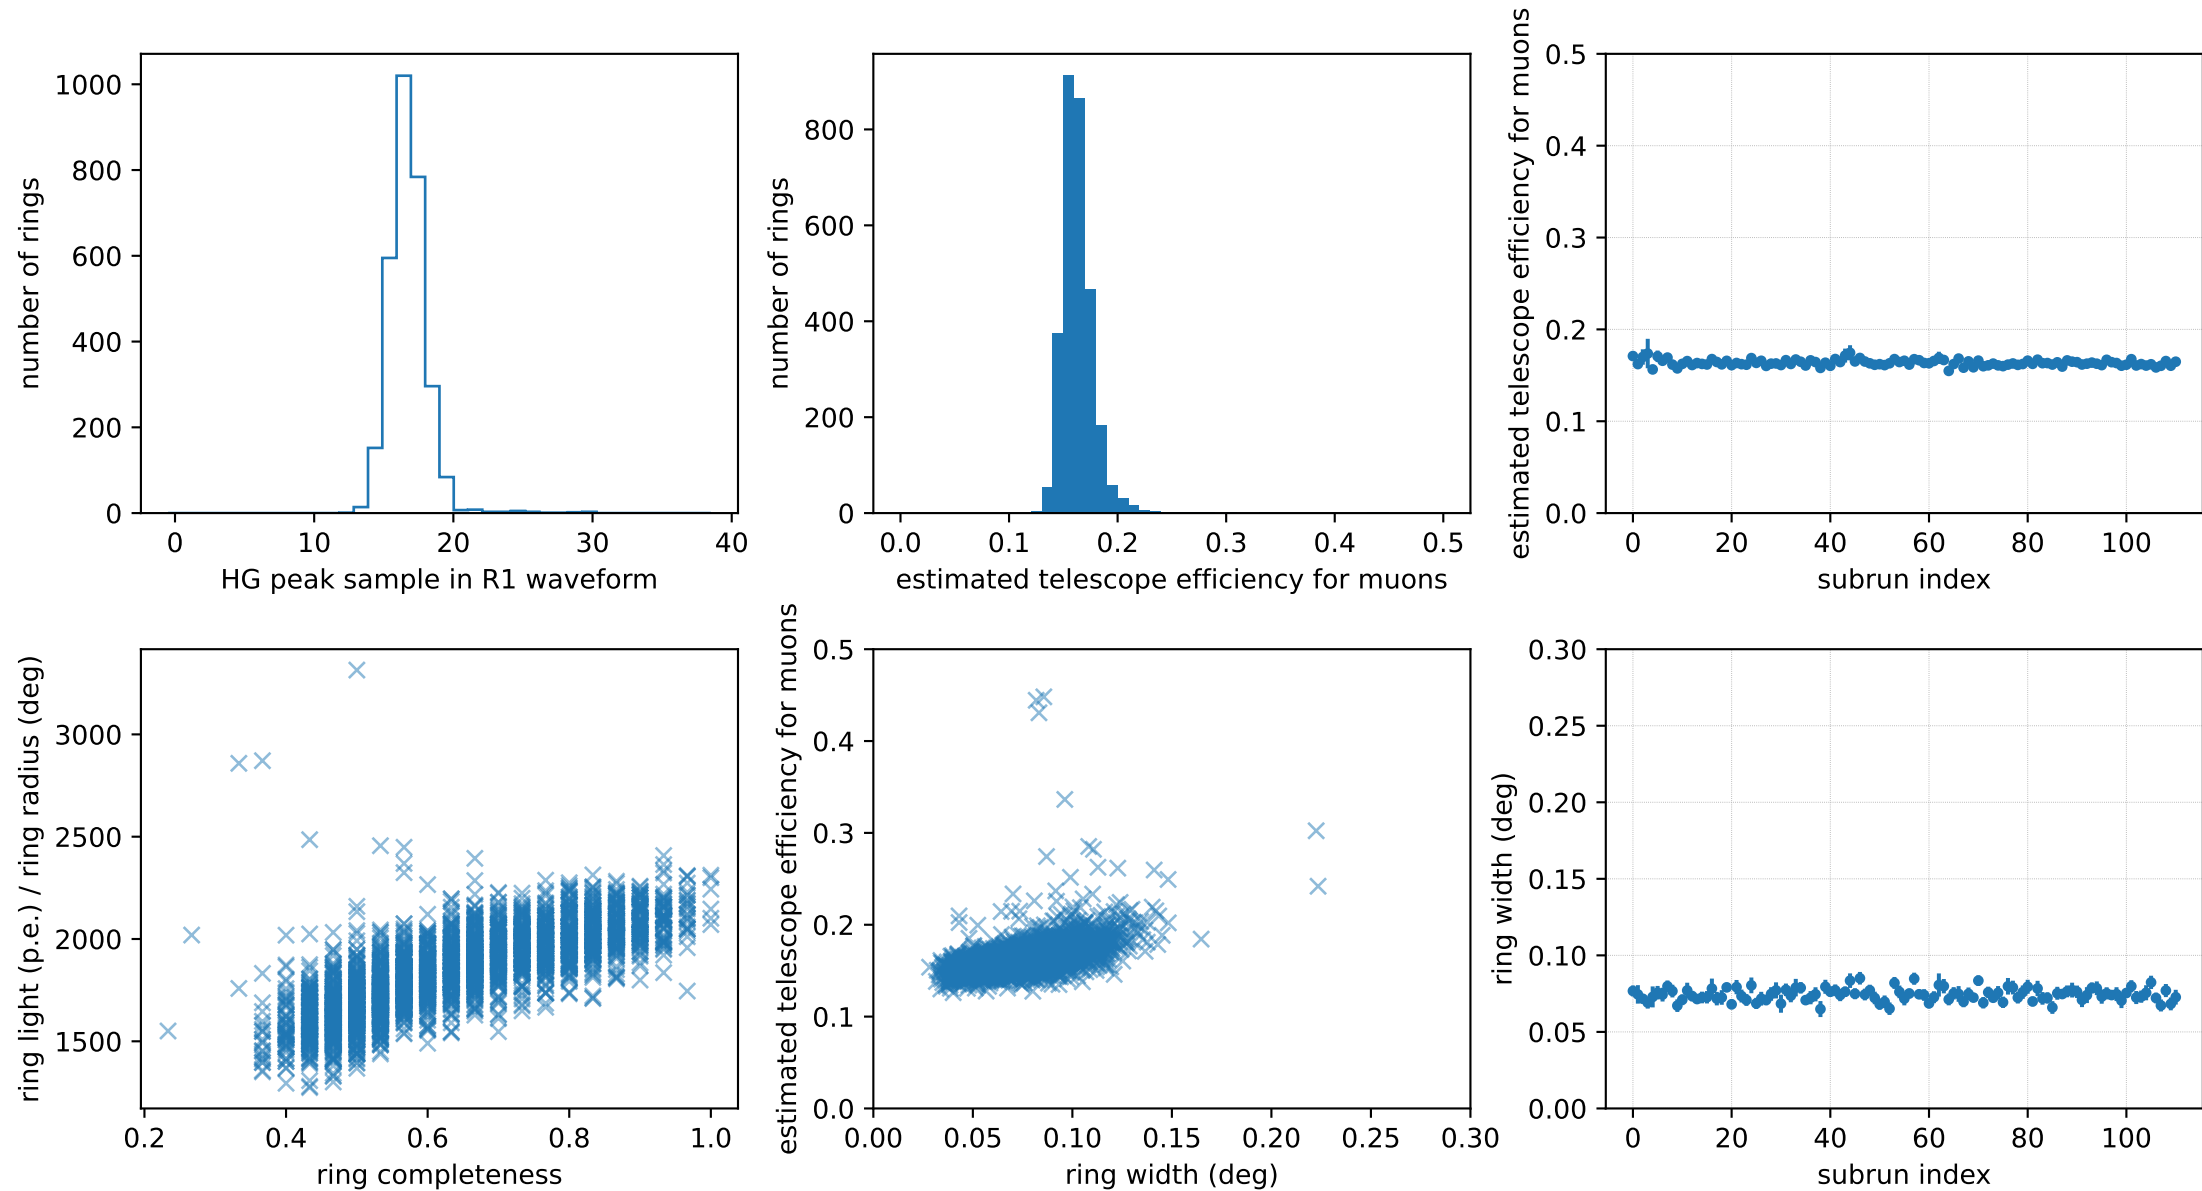 number of rings
1000
800
600
400
200
0
0 10 20 30 40
HG peak sample in R1 waveform
number of rings
800
600
400
200
0
0.0 0.1 0.2 0.3 0.4 0.5
estimated telescope efficiency for muons
estimated telescope efficiency for muons
0.5
0.4
0.3
0.2
0.1
0.0
0 20 40 60 80 100
subrun index
ring light (p.e.) / ring radius (deg)
3000
2500
2000
1500
0.2 0.4 0.6 0.8 1.0
ring completeness
estimated telescope efficiency for muons
0.5
0.4
0.3
0.2
0.1
0.0
0.00 0.05 0.10 0.15 0.20 0.25 0.30
ring width (deg)
ring width (deg)
0.30
0.25
0.20
0.15
0.10
0.05
0.00
0 20 40 60 80 100
subrun index